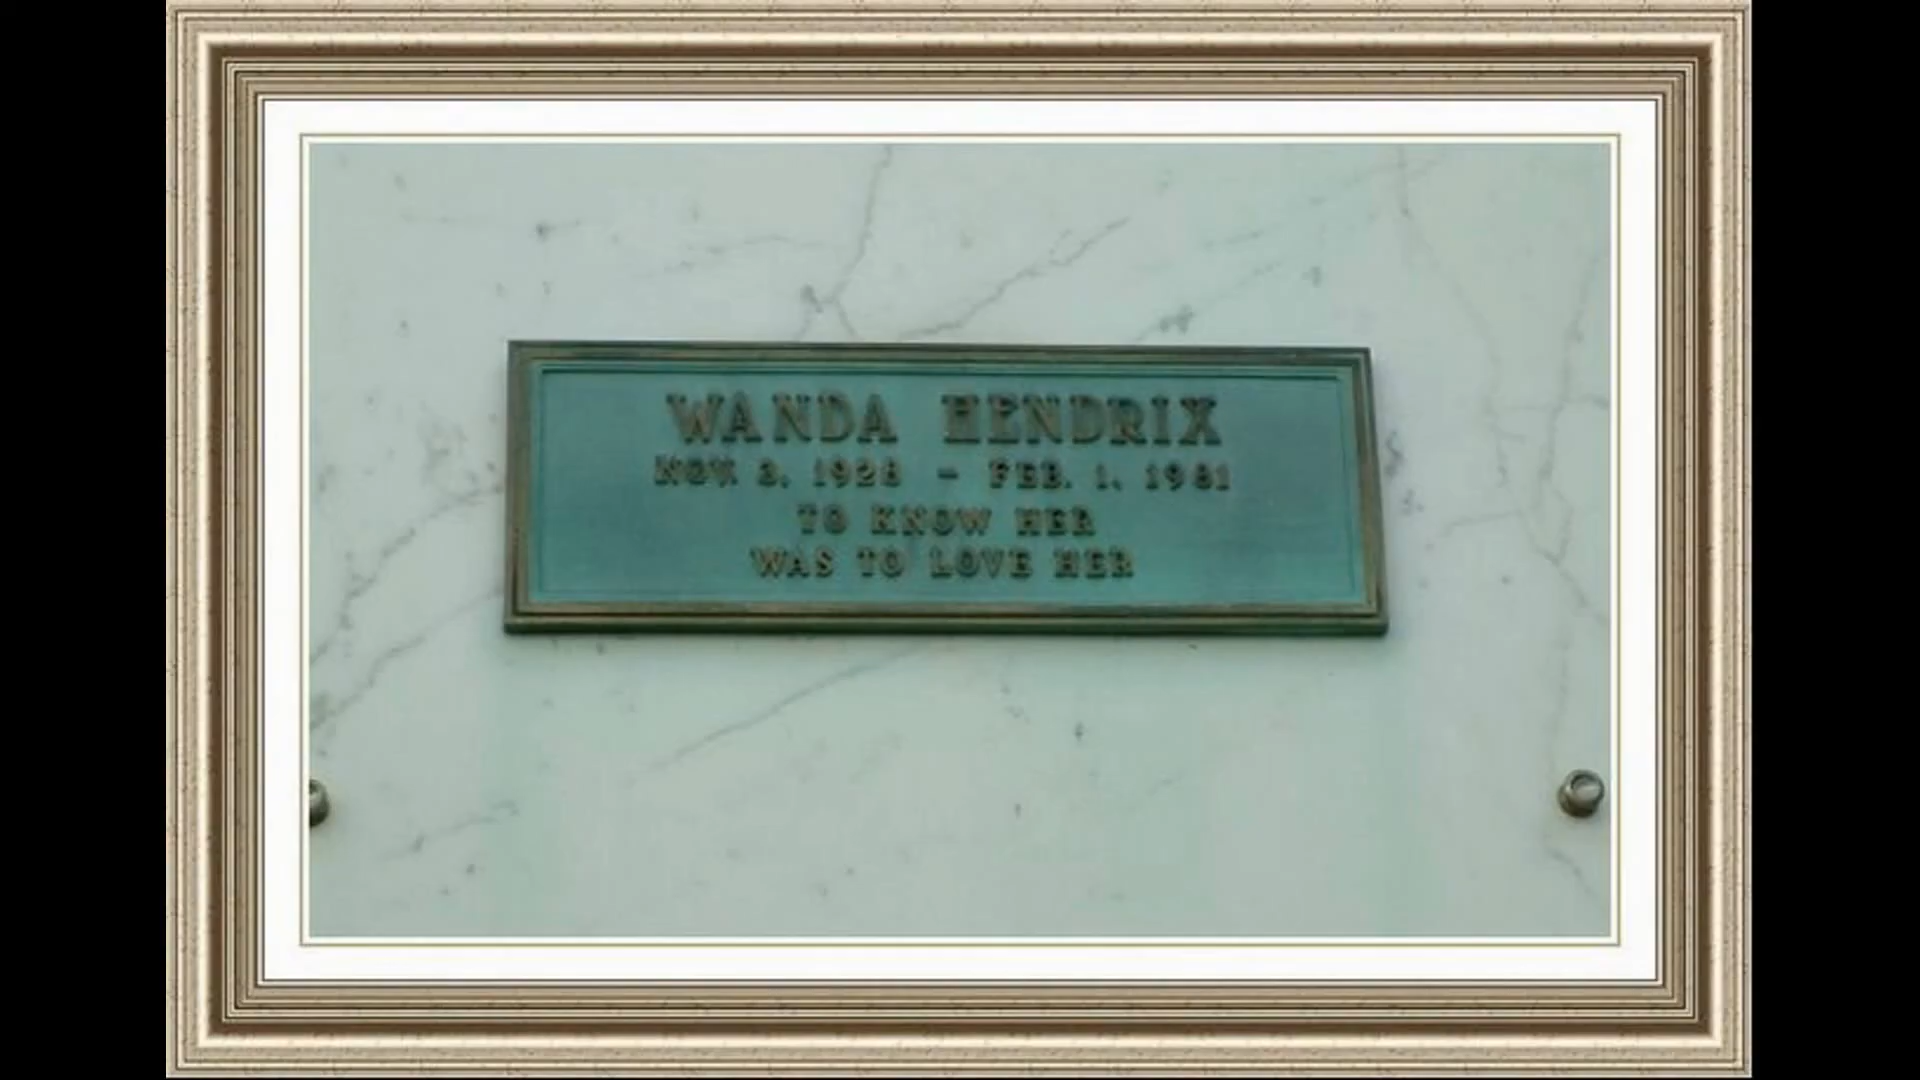 WANDA HENDRIX
NOV. 3, 1928 - FEB. 1, 1981
TO KNOW HER
WAS TO LOVE HER